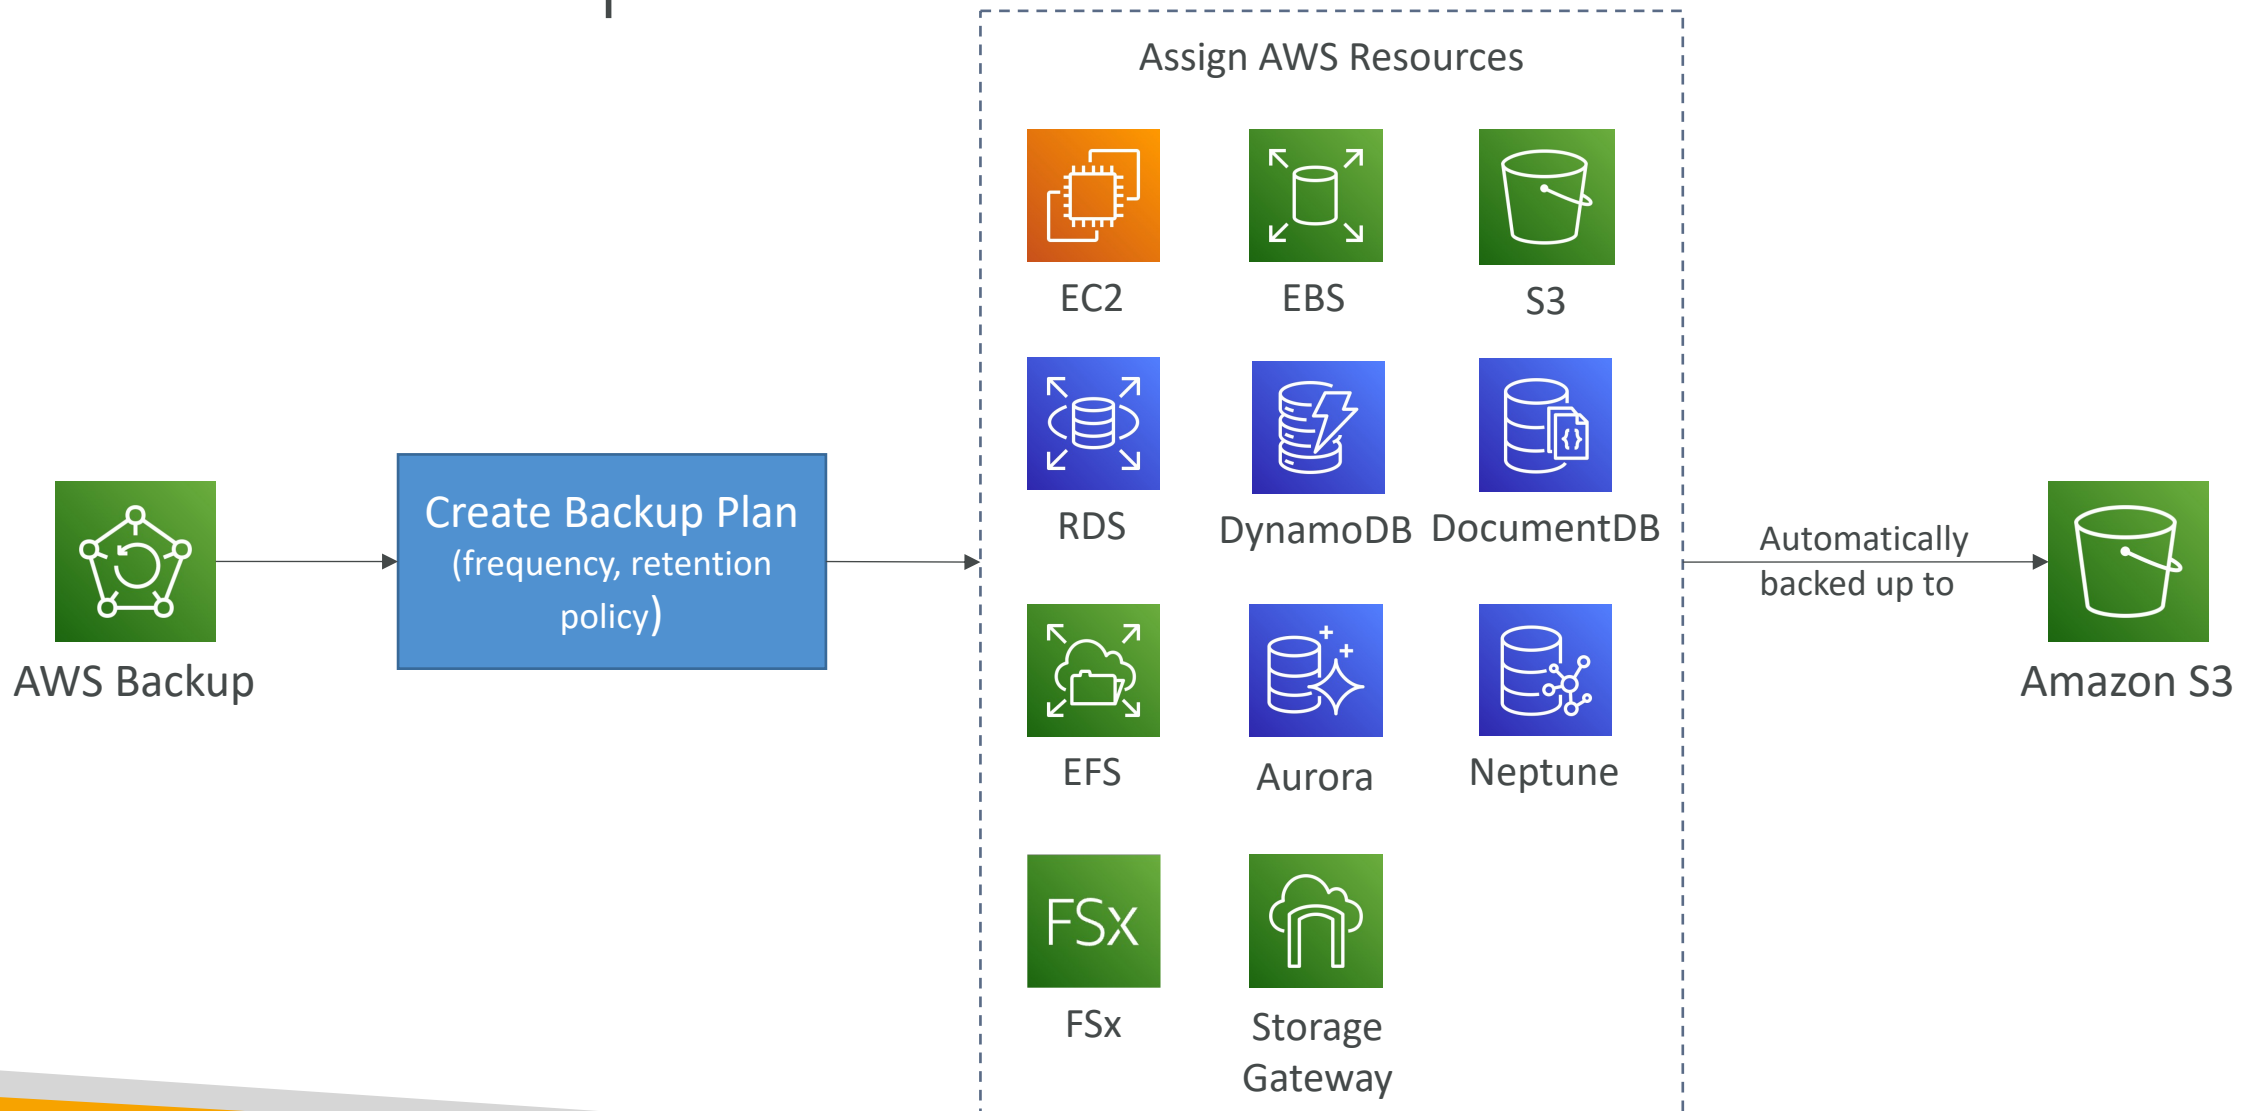 Assign AWS Resources
EC2
EBS
S3
RDS
DynamoDB
DocumentDB
Create Backup Plan
(frequency, retention
policy)
AWS Backup
Automatically
backed up to
Amazon S3
EFS
Aurora
Neptune
FSx
FSx
Storage
Gateway